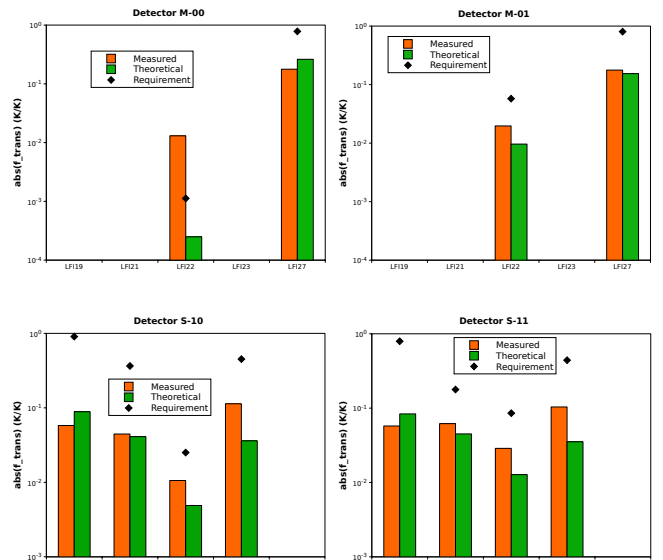 Detector M-00
abs(f_trans) (K/K)
10^0
10^-1
10^-2
10^-3
10^-4
Measured
Theoretical
Requirement
LFI19 LFI21 LFI22 LFI23 LFI27
Detector M-01
abs(f_trans) (K/K)
10^0
10^-1
10^-2
10^-3
10^-4
Measured
Theoretical
Requirement
LFI19 LFI21 LFI22 LFI23 LFI27
Detector S-10
abs(f_trans) (K/K)
10^0
10^-1
10^-2
10^-3
Measured
Theoretical
Requirement
Detector S-11
abs(f_trans) (K/K)
10^0
10^-1
10^-2
10^-3
Measured
Theoretical
Requirement